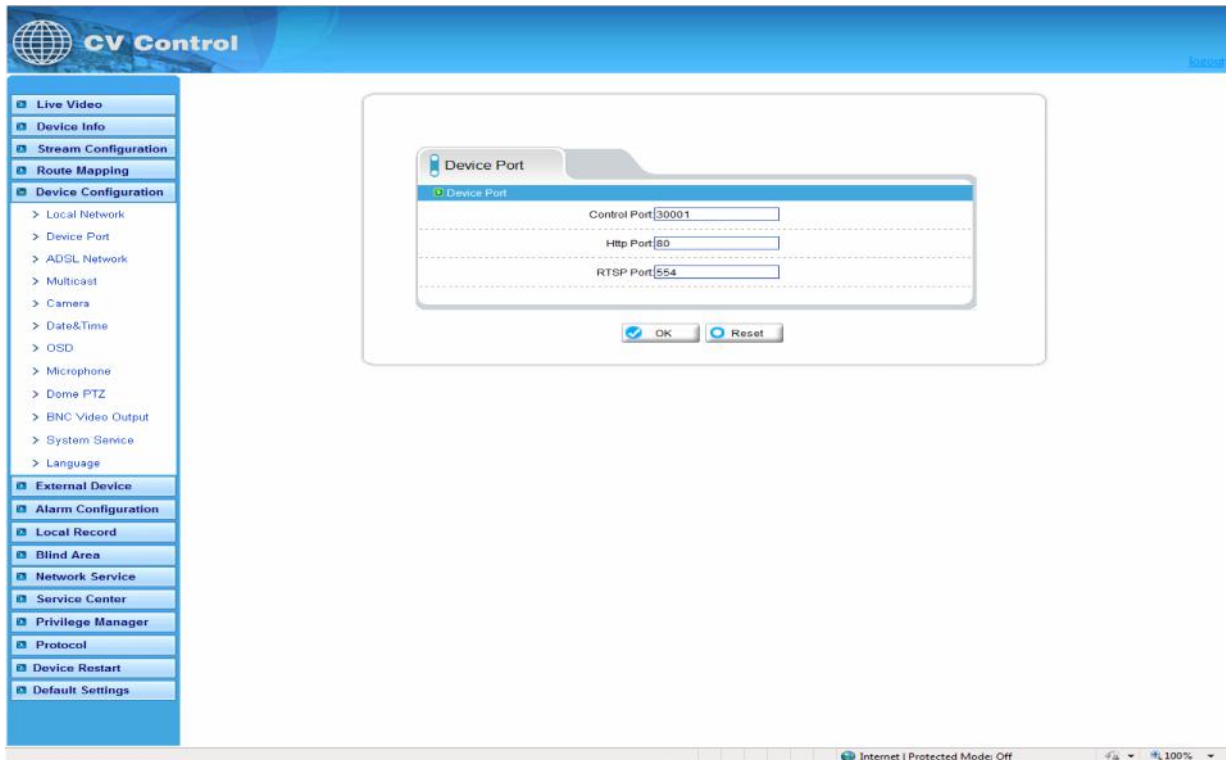 CV Control
logout
Live Video
Device Info
Stream Configuration
Route Mapping
Device Configuration
> Local Network
> Device Port
> ADSL Network
> Multicast
> Camera
> Date&Time
> OSD
> Microphone
> Dome PTZ
> BNC Video Output
> System Service
> Language
External Device
Alarm Configuration
Local Record
Blind Area
Network Service
Service Center
Privilege Manager
Protocol
Device Restart
Default Settings
Device Port
Device Port
Control Port:30001
Http Port:80
RTSP Port:554
OK
Reset
Internet | Protected Mode: Off
100%